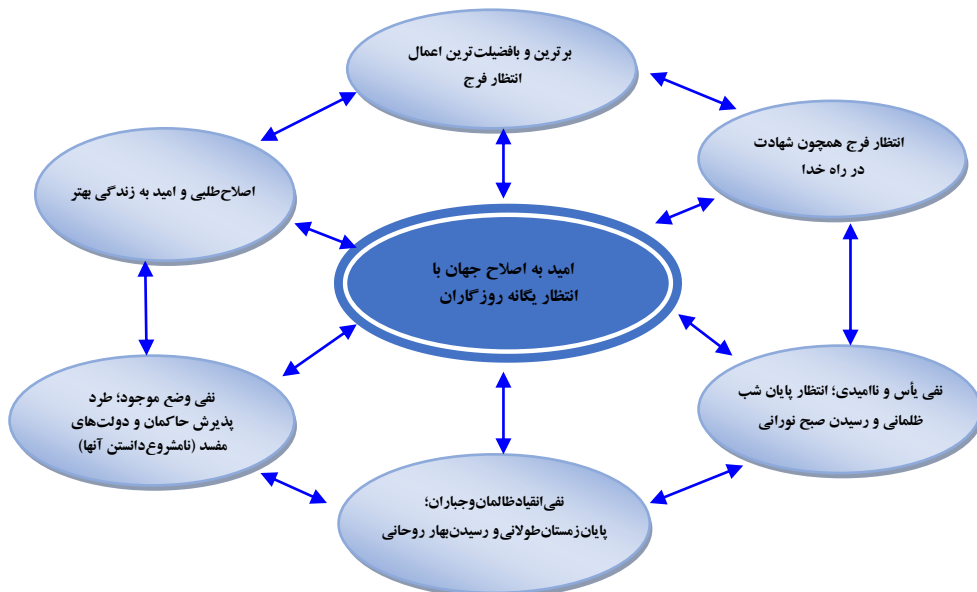 برترین و بافضیلت‌ترین اعمال
انتظار فرج
انتظار فرج همچون شهادت
در راه خدا
اصلاح‌طلبی و امید به زندگی بهتر
امید به اصلاح جهان با
انتظار یگانه روزگاران
نفی یأس و ناامیدی؛ انتظار پایان شب
ظلمانی و رسیدن صبح نورانی
نفی وضع موجود؛ طرد
پذیرش حاکمان و دولت‌های
مفسد (نامشروع‌دانستن آنها)
نفی‌انقیادظالمان‌وجباران؛
پایان‌زمستان‌طولانی‌و رسیدن‌بهار روحانی